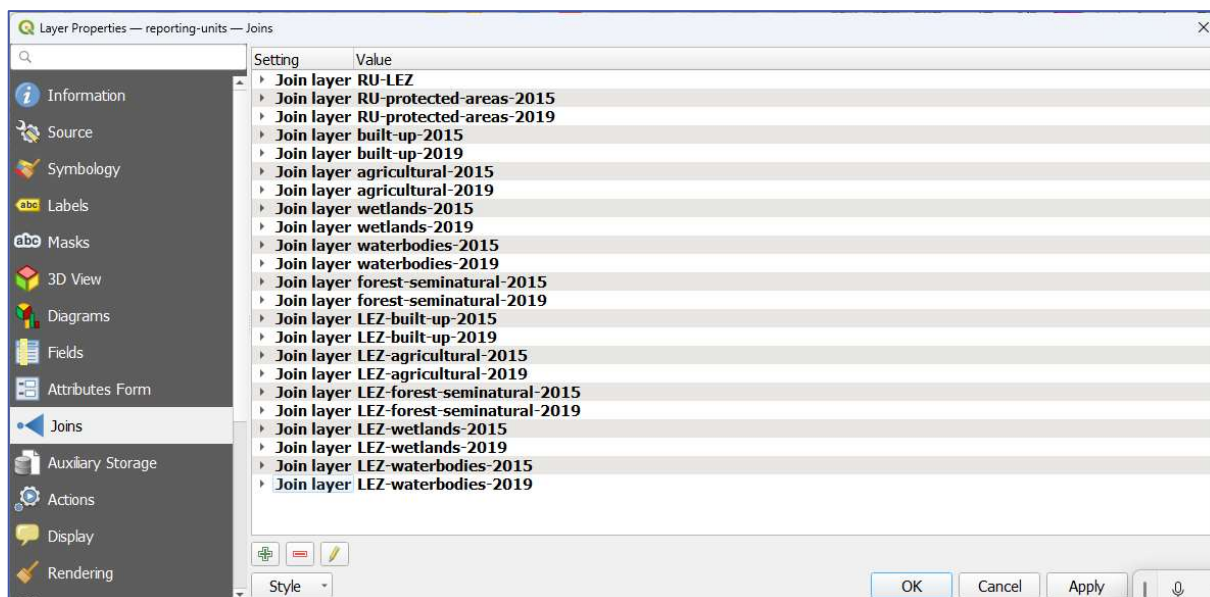 Layer Properties — reporting-units — Joins
Setting Value
Join layer RU-LEZ
Join layer RU-protected-areas-2015
Join layer RU-protected-areas-2019
Join layer built-up-2015
Join layer built-up-2019
Join layer agricultural-2015
Join layer agricultural-2019
Join layer wetlands-2015
Join layer wetlands-2019
Join layer waterbodies-2015
Join layer waterbodies-2019
Join layer forest-seminatural-2015
Join layer forest-seminatural-2019
Join layer LEZ-built-up-2015
Join layer LEZ-built-up-2019
Join layer LEZ-agricultural-2015
Join layer LEZ-agricultural-2019
Join layer LEZ-forest-seminatural-2015
Join layer LEZ-forest-seminatural-2019
Join layer LEZ-wetlands-2015
Join layer LEZ-wetlands-2019
Join layer LEZ-waterbodies-2015
Join layer LEZ-waterbodies-2019
Information
Source
Symbology
abc Labels
abc Masks
3D View
Diagrams
Fields
Attributes Form
Joins
Auxiliary Storage
Actions
Display
Rendering
Style
OK Cancel Apply